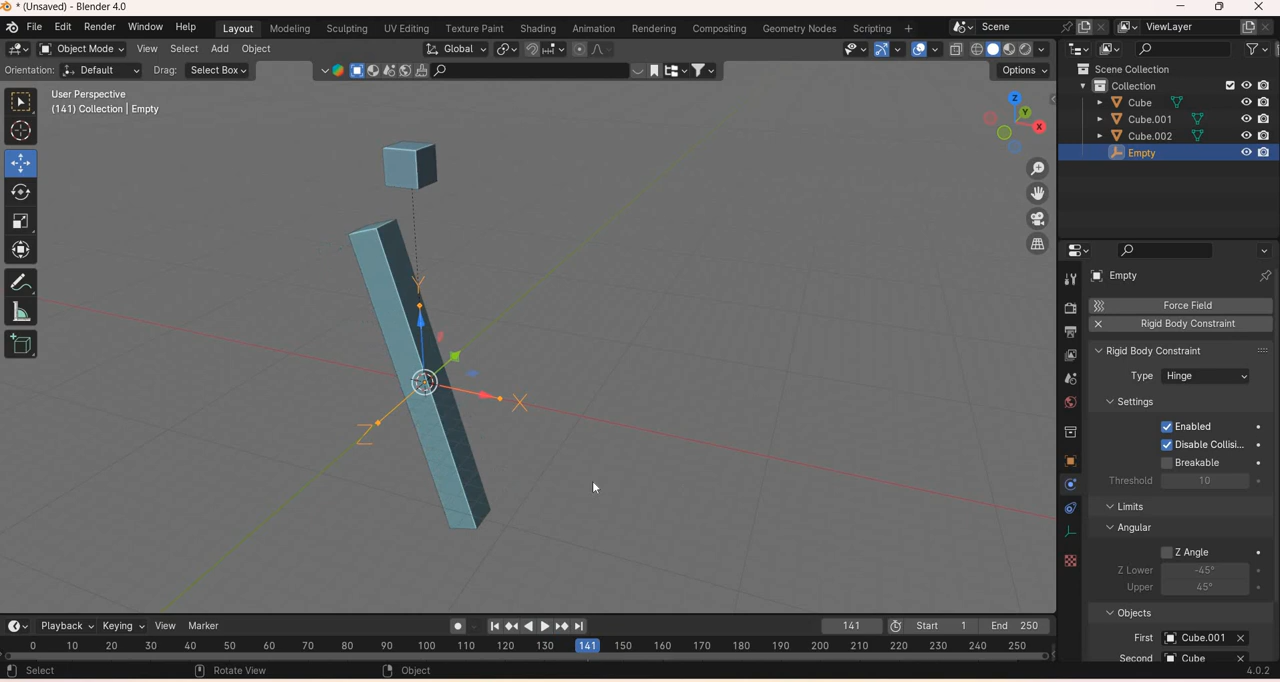 * (Unsaved) - Blender 4.0
File Edit Render Window Help Layout Modeling Sculpting UV Editing Texture Paint Shading Animation Rendering Compositing Geometry Nodes Scripting + Scene ViewLayer
Object Mode View Select Add Object Global
Orientation: Default Drag: Select Box Options
User Perspective
(141) Collection | Empty
Z
Y
X
Y
X
Z
Scene Collection
Collection
Cube
Cube.001
Cube.002
Empty
Empty
Force Field
Rigid Body Constraint
Rigid Body Constraint
Type Hinge
Settings
Enabled
Disable Collisi...
Breakable
Threshold 10
Limits
Angular
Z Angle
Z Lower -45°
Upper 45°
Objects
First Cube.001
Second Cube
Playback Keying View Marker 141 Start 1 End 250
0 10 20 30 40 50 60 70 80 90 100 110 120 130 141 150 160 170 180 190 200 210 220 230 240 250
Select Rotate View Object 4.0.2